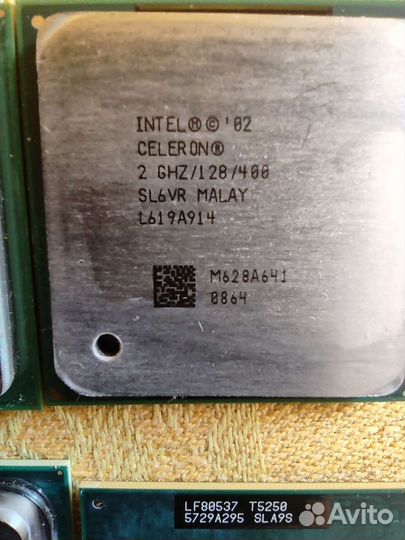 INTEL®© '02
CELERON®
2 GHZ/128/400
SL6VR MALAY
L619A914
M628A641
0864
LF80537 T5250
5729A295 SLA9S
Avito